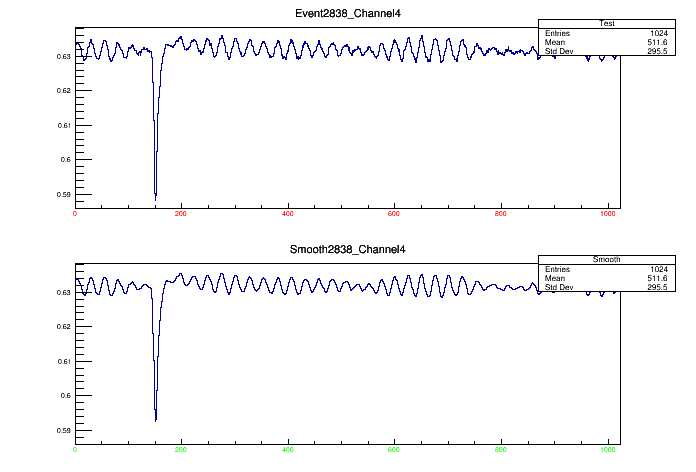 Event2838_Channel4
Test
Entries 1024
Mean 511.6
Std Dev 295.5
0.63
0.62
0.61
0.6
0.59
0 200 400 600 800 1000
Smooth2838_Channel4
Smooth
Entries 1024
Mean 511.6
Std Dev 295.5
0.63
0.62
0.61
0.6
0.59
0 200 400 600 800 1000